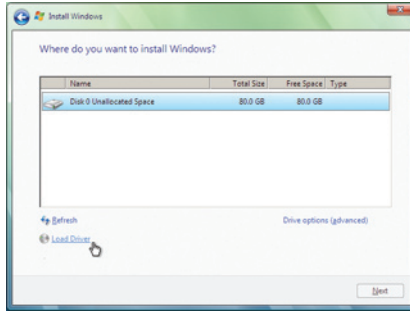 Install Windows
Where do you want to install Windows?
Name Total Size Free Space Type
Disk 0 Unallocated Space 80.0 GB 80.0 GB
Refresh Drive options (advanced)
Load Driver
Next